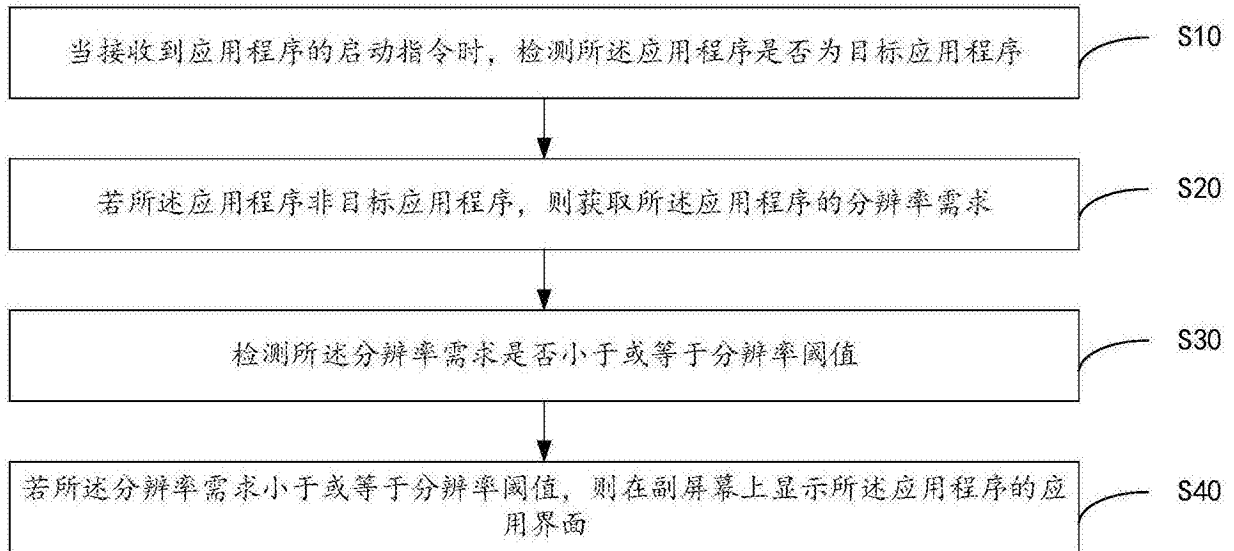 当接收到应用程序的启动指令时，检测所述应用程序是否为目标应用程序
S10
若所述应用程序非目标应用程序，则获取所述应用程序的分辨率需求
S20
检测所述分辨率需求是否小于或等于分辨率阈值
S30
若所述分辨率需求小于或等于分辨率阈值，则在副屏幕上显示所述应用程序的应
用界面
S40